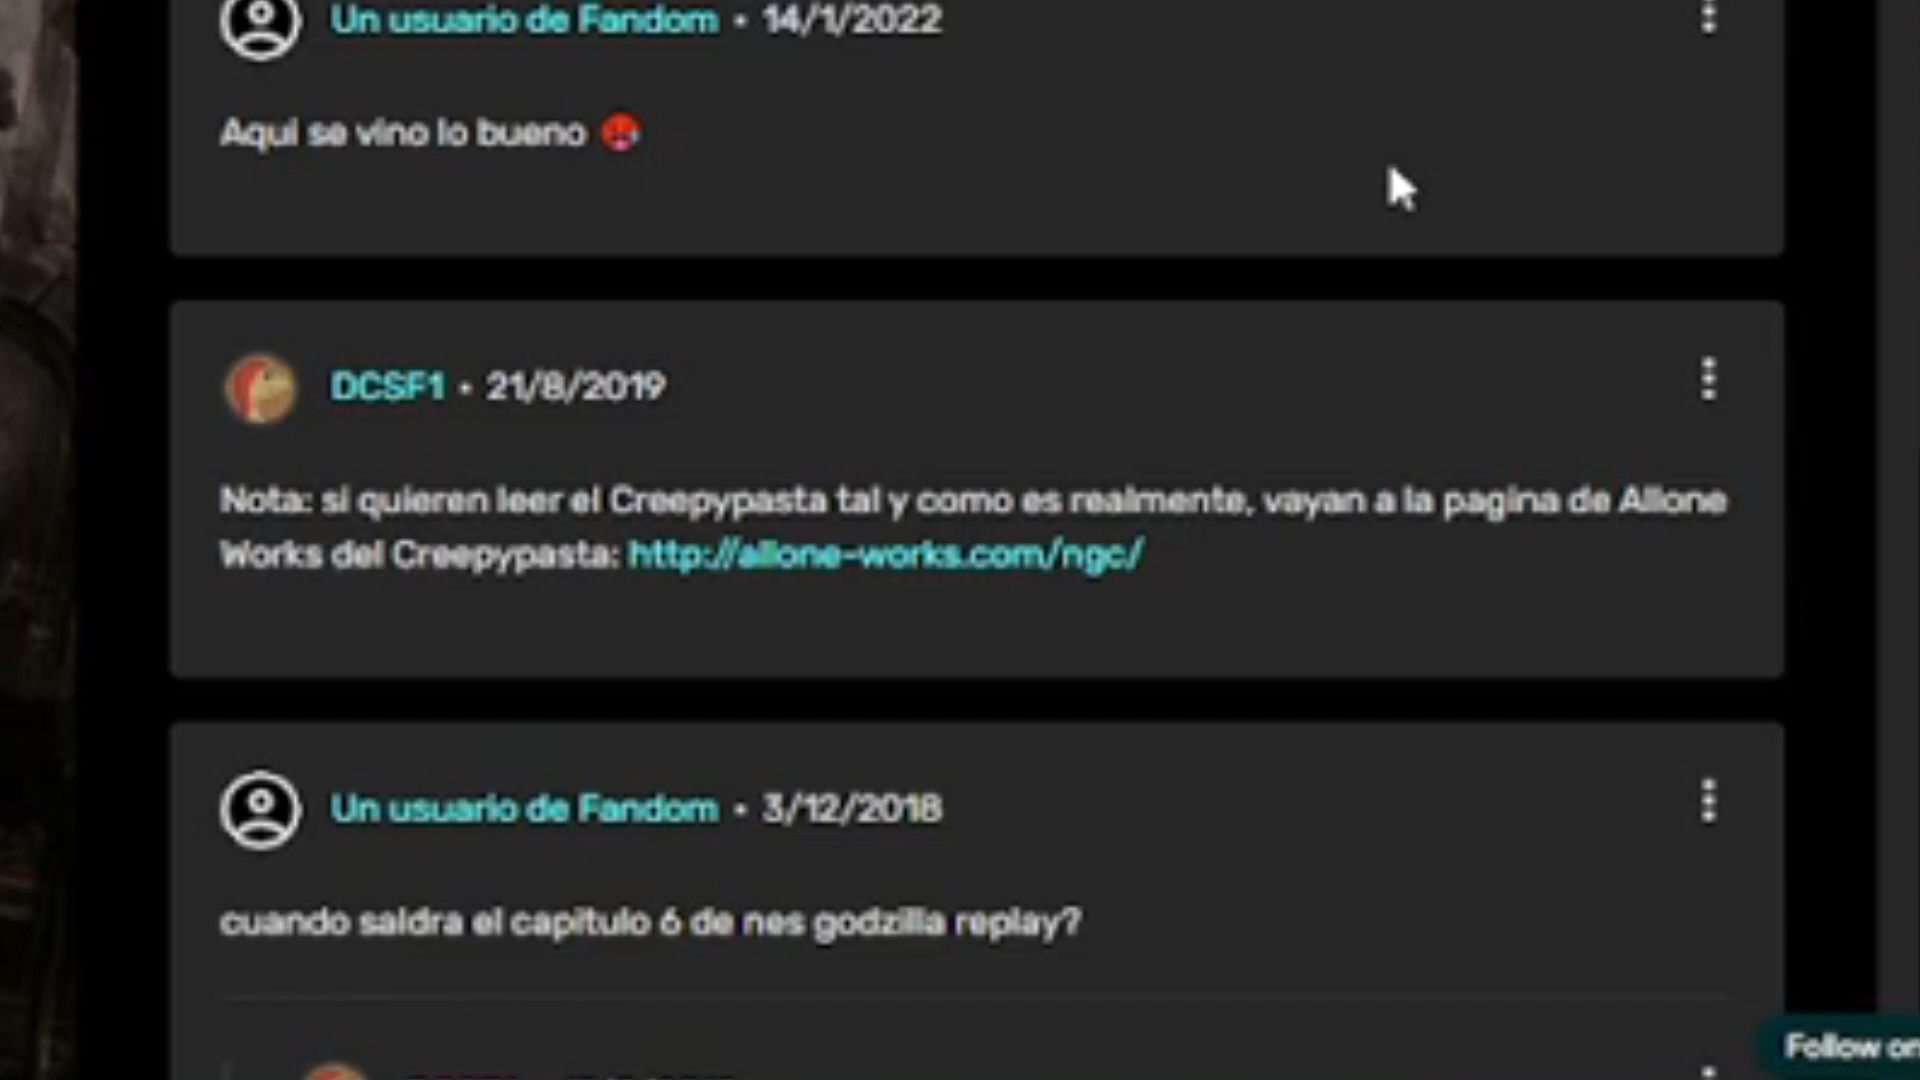 Un usuario de Fandom • 14/1/2022
Aqui se vino lo bueno 🥵
DCSF1 • 21/8/2019
Nota: si quieren leer el Creepypasta tal y como es realmente, vayan a la pagina de Allone
Works del Creepypasta: http://allone-works.com/ngc/
Un usuario de Fandom • 3/12/2018
cuando saldra el capitulo 6 de nes godzilla replay?
Follow on